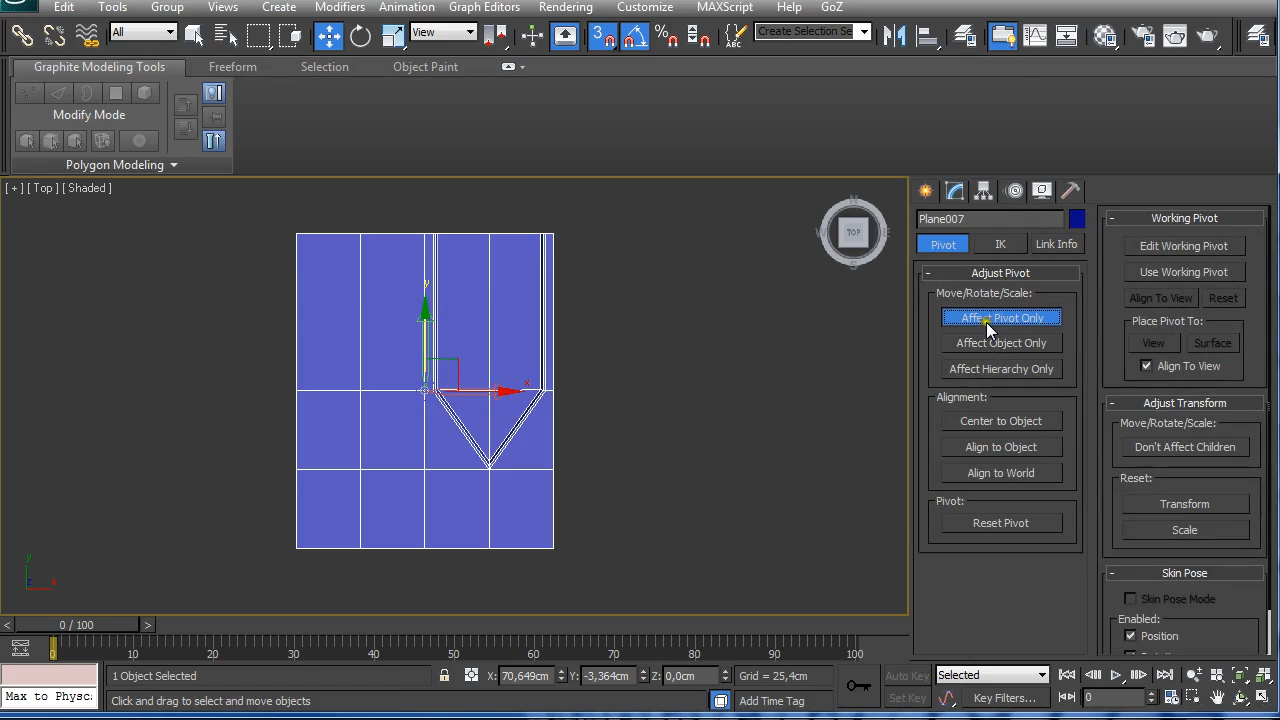 Edit Tools Group Views Create Modifiers Animation Graph Editors Rendering Customize MAXScript Help GoZ
All View 3 Create Selection Se
Graphite Modeling Tools Freeform Selection Object Paint
Modify Mode
Polygon Modeling
[ + ] [ Top ] [ Shaded ]
N
TOP
W E
S
y
x
y
z x
Plane007
Pivot IK Link Info
- Adjust Pivot
Move/Rotate/Scale:
Affect Pivot Only
Affect Object Only
Affect Hierarchy Only
Alignment:
Center to Object
Align to Object
Align to World
Pivot:
Reset Pivot
- Working Pivot
Edit Working Pivot
Use Working Pivot
Align To View Reset
Place Pivot To:
View Surface
Align To View
- Adjust Transform
Move/Rotate/Scale:
Don't Affect Children
Reset:
Transform
Scale
- Skin Pose
Skin Pose Mode
Enabled:
Position
< 0 / 100 >
0 10 20 30 40 50 60 70 80 90 100
1 Object Selected X: 70,649cm Y: -3,364cm Z: 0,0cm Grid = 25,4cm Auto Key Selected
Max to Physc Click and drag to select and move objects Add Time Tag Set Key Key Filters... 0